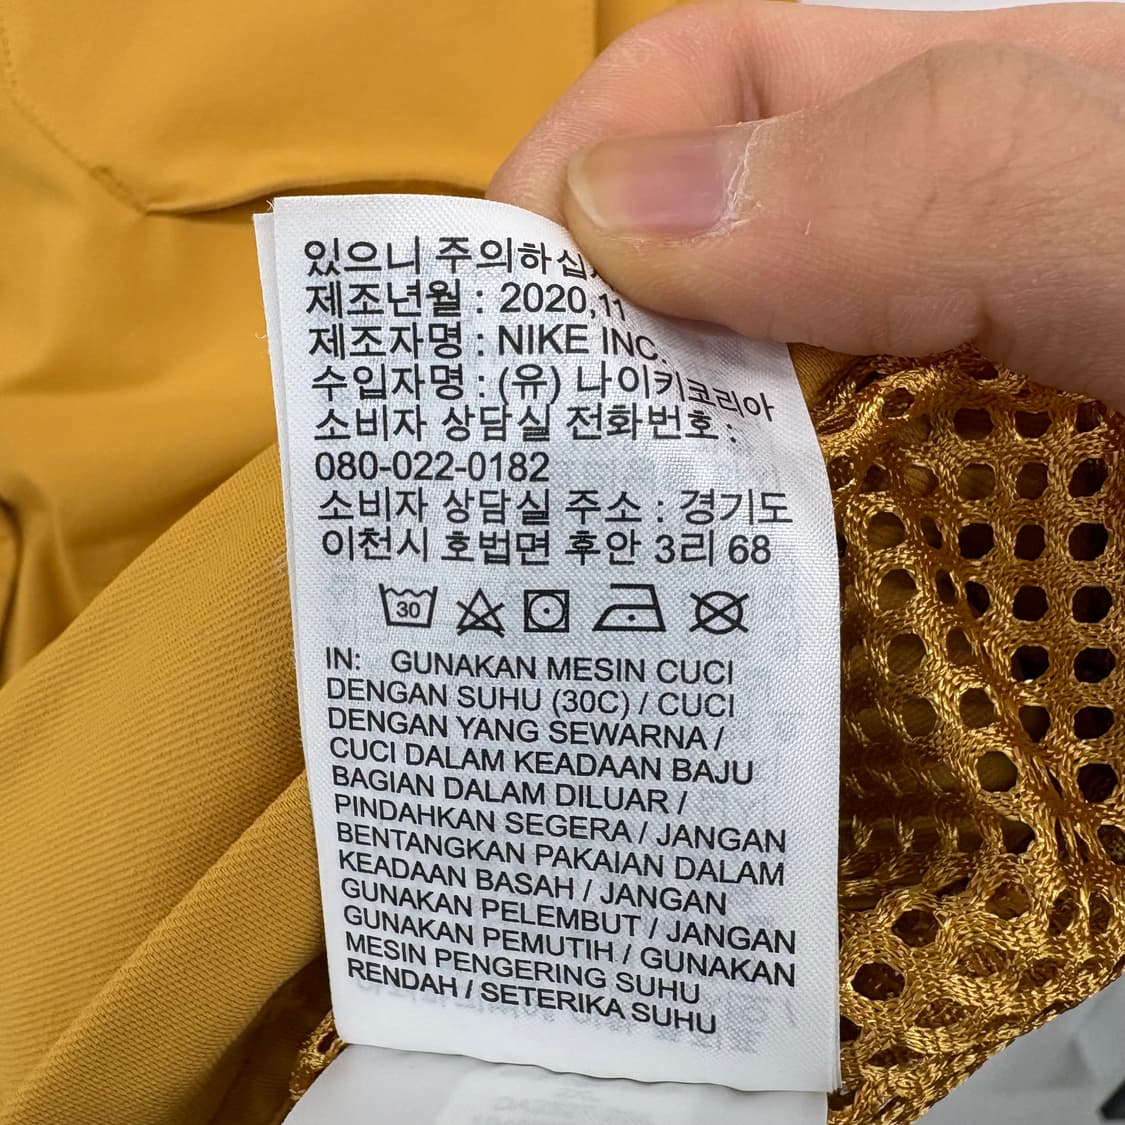 있으니 주의하십
제조년월 : 2020,11
제조자명 : NIKE INC.
수입자명 : (유) 나이키코리아
소비자 상담실 전화번호 :
080-022-0182
소비자 상담실 주소 : 경기도
이천시 호법면 후안 3리 68
30
IN: GUNAKAN MESIN CUCI
DENGAN SUHU (30C) / CUCI
DENGAN YANG SEWARNA /
CUCI DALAM KEADAAN BAJU
BAGIAN DALAM DILUAR /
PINDAHKAN SEGERA / JANGAN
BENTANGKAN PAKAIAN DALAM
KEADAAN BASAH / JANGAN
GUNAKAN PELEMBUT / JANGAN
GUNAKAN PEMUTIH / GUNAKAN
MESIN PENGERING SUHU
RENDAH / SETERIKA SUHU